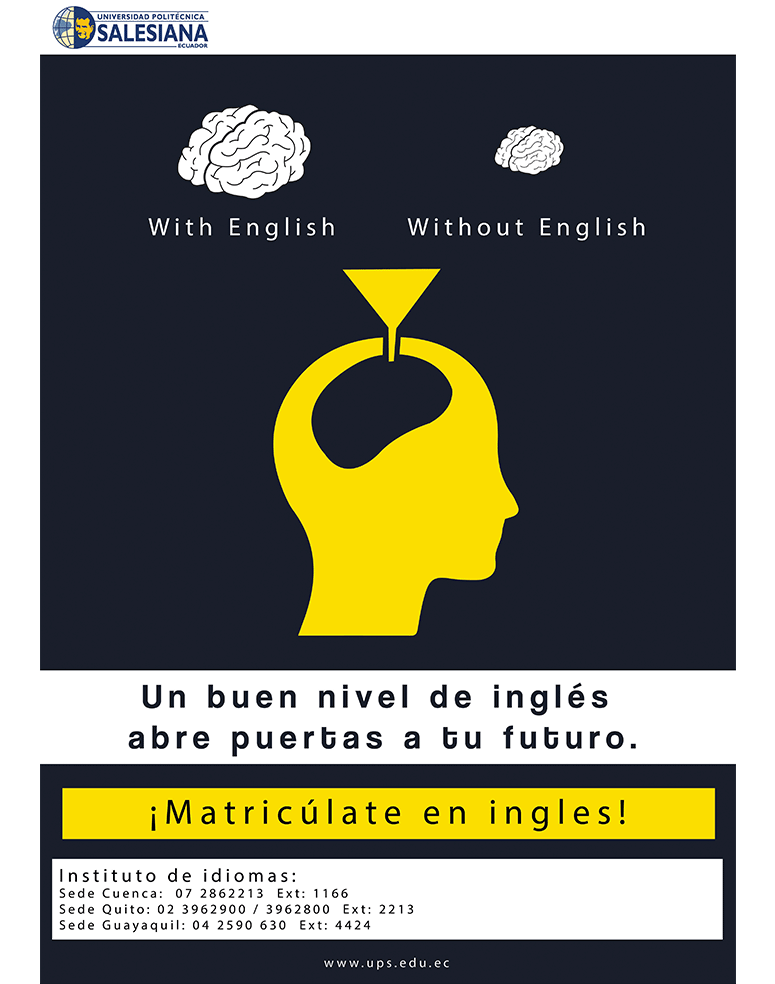 UNIVERSIDAD POLITÉCNICA
SALESIANA
ECUADOR
With English
Without English
Un buen nivel de inglés
abre puertas a tu futuro.
¡Matricúlate en ingles!
Instituto de idiomas:
Sede Cuenca: 07 2862213 Ext: 1166
Sede Quito: 02 3962900 / 3962800 Ext: 2213
Sede Guayaquil: 04 2590 630 Ext: 4424
www.ups.edu.ec